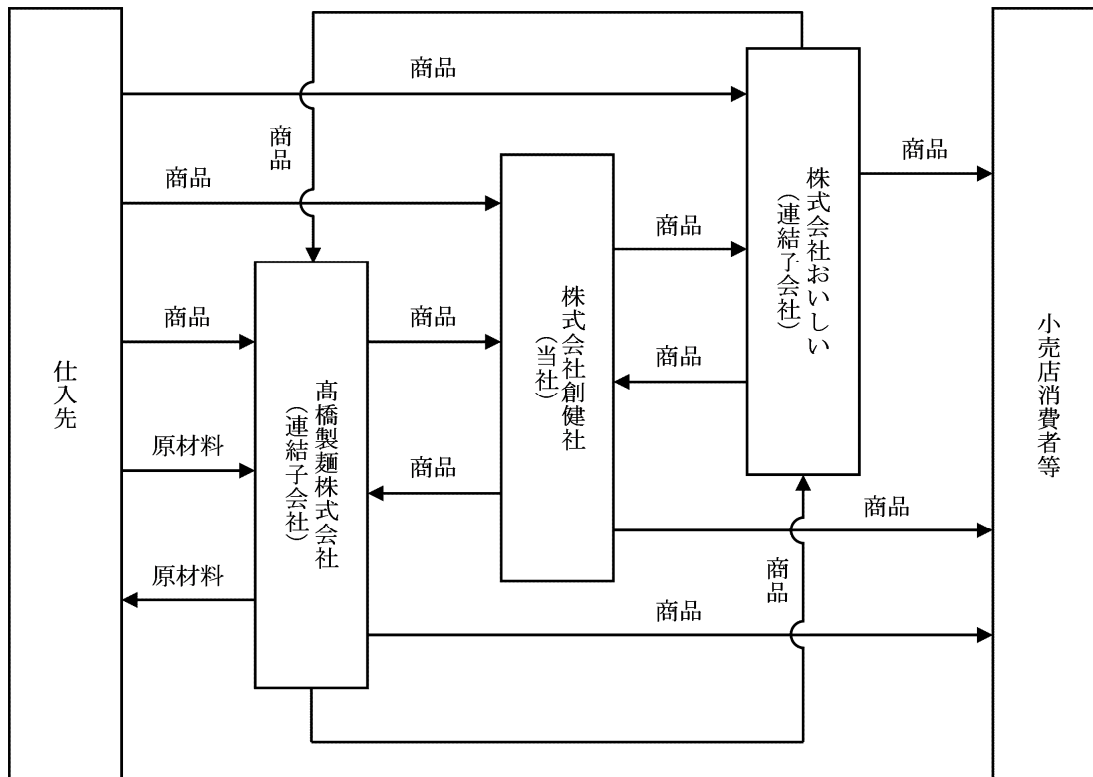 仕入先
商品
商品
商品
商品
原材料
原材料
髙橋製麺株式会社
（連結子会社）
商品
商品
株式会社創健社
（当社）
商品
商品
株式会社おいしい
（連結子会社）
商品
商品
商品
商品
小売店消費者等